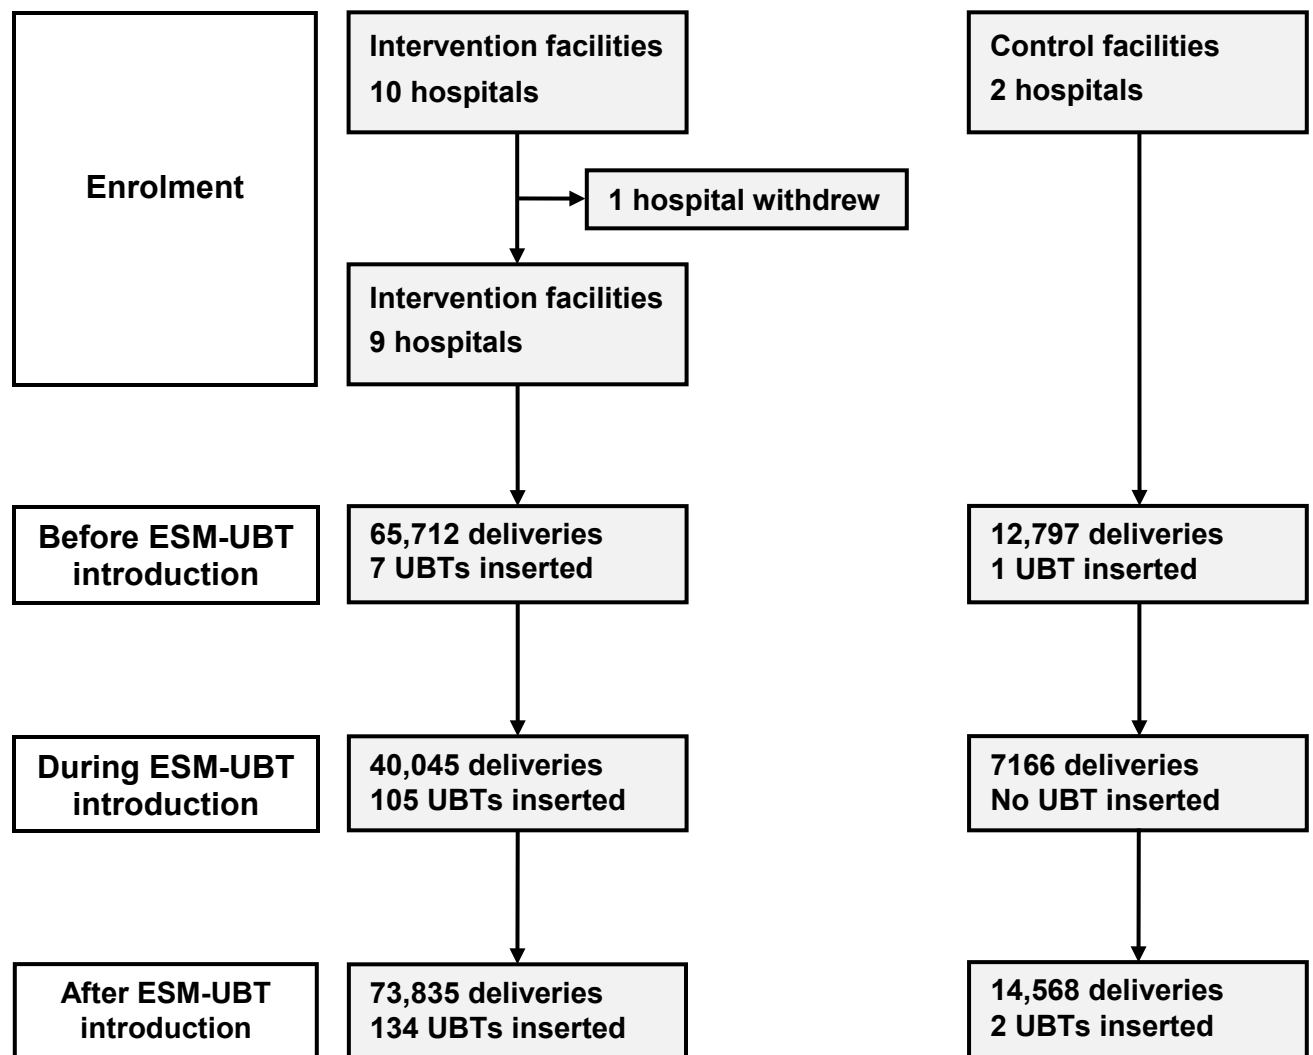 Enrolment
Intervention facilities
10 hospitals
Control facilities
2 hospitals
1 hospital withdrew
Intervention facilities
9 hospitals
Before ESM-UBT
introduction
65,712 deliveries
7 UBTs inserted
12,797 deliveries
1 UBT inserted
During ESM-UBT
introduction
40,045 deliveries
105 UBTs inserted
7166 deliveries
No UBT inserted
After ESM-UBT
introduction
73,835 deliveries
134 UBTs inserted
14,568 deliveries
2 UBTs inserted